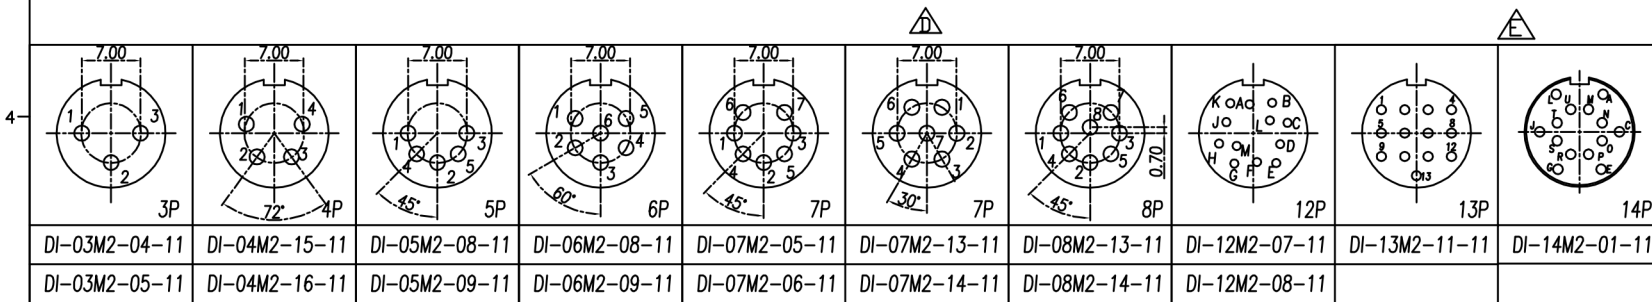 D E
4
7.00 7.00 7.00 7.00 7.00 7.00 7.00
1 3 2 3P
1 4 2 3 72° 4P
1 3 4 2 5 45° 5P
1 5 6 2 4 3 60° 6P
6 7 1 3 4 2 5 45° 7P
6 1 5 2 7 4 3 30° 7P
6 7 8 1 3 4 2 5 45° 0.70 8P
K A B J L C H M D G F E 12P
1 4 5 8 9 12 13 13P
L U M A T N J C S O R P G E 14P
DI-03M2-04-11 DI-04M2-15-11 DI-05M2-08-11 DI-06M2-08-11 DI-07M2-05-11 DI-07M2-13-11 DI-08M2-13-11 DI-12M2-07-11 DI-13M2-11-11 DI-14M2-01-11
DI-03M2-05-11 DI-04M2-16-11 DI-05M2-09-11 DI-06M2-09-11 DI-07M2-06-11 DI-07M2-14-11 DI-08M2-14-11 DI-12M2-08-11